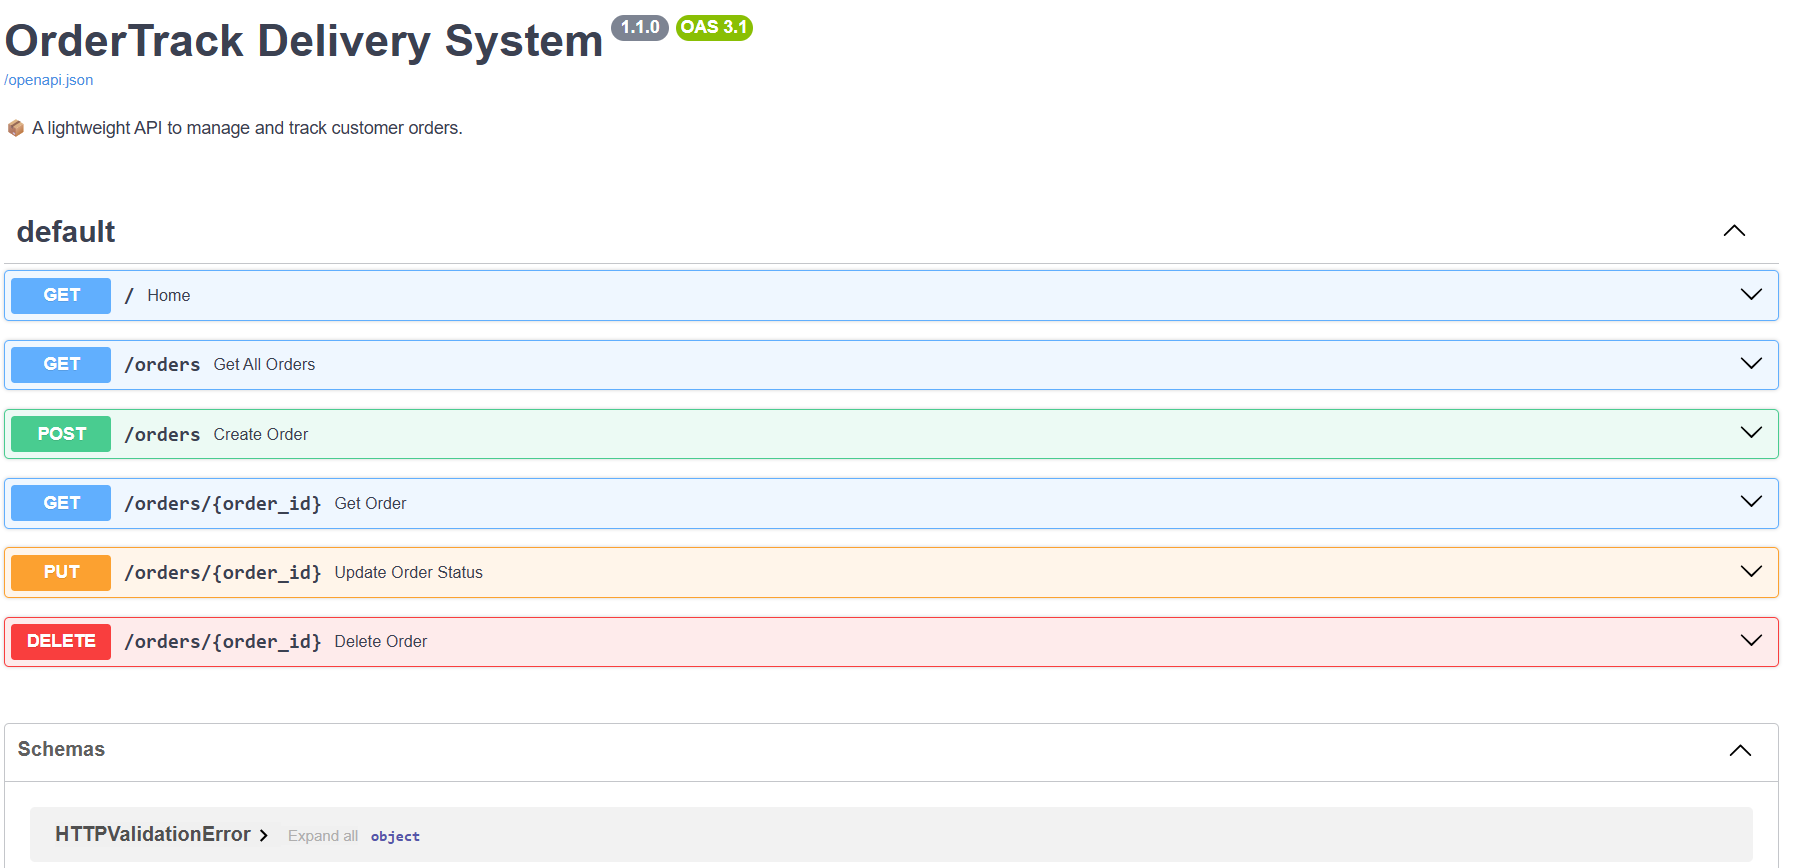 OrderTrack Delivery System 1.1.0 OAS 3.1
/openapi.json
📦 A lightweight API to manage and track customer orders.
default
GET / Home
GET /orders Get All Orders
POST /orders Create Order
GET /orders/{order_id} Get Order
PUT /orders/{order_id} Update Order Status
DELETE /orders/{order_id} Delete Order
Schemas
HTTPValidationError Expand all object